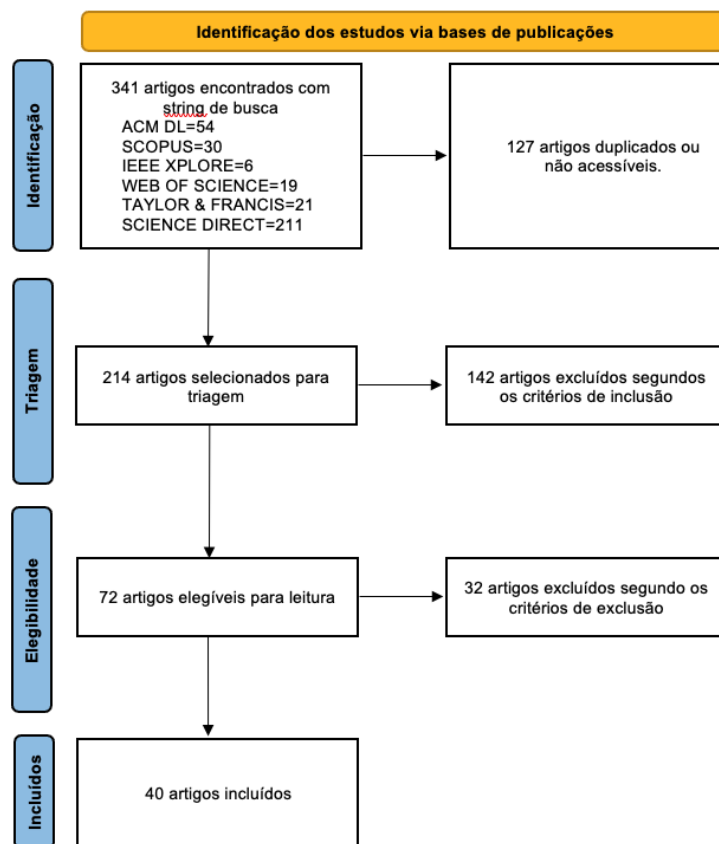 Identificação dos estudos via bases de publicações
Identificação
341 artigos encontrados com
string de busca
ACM DL=54
SCOPUS=30
IEEE XPLORE=6
WEB OF SCIENCE=19
TAYLOR & FRANCIS=21
SCIENCE DIRECT=211
127 artigos duplicados ou
não acessíveis.
Triagem
214 artigos selecionados para
triagem
142 artigos excluídos segundos
os critérios de inclusão
Elegibilidade
72 artigos elegíveis para leitura
32 artigos excluídos segundo os
critérios de exclusão
Incluídos
40 artigos incluídos